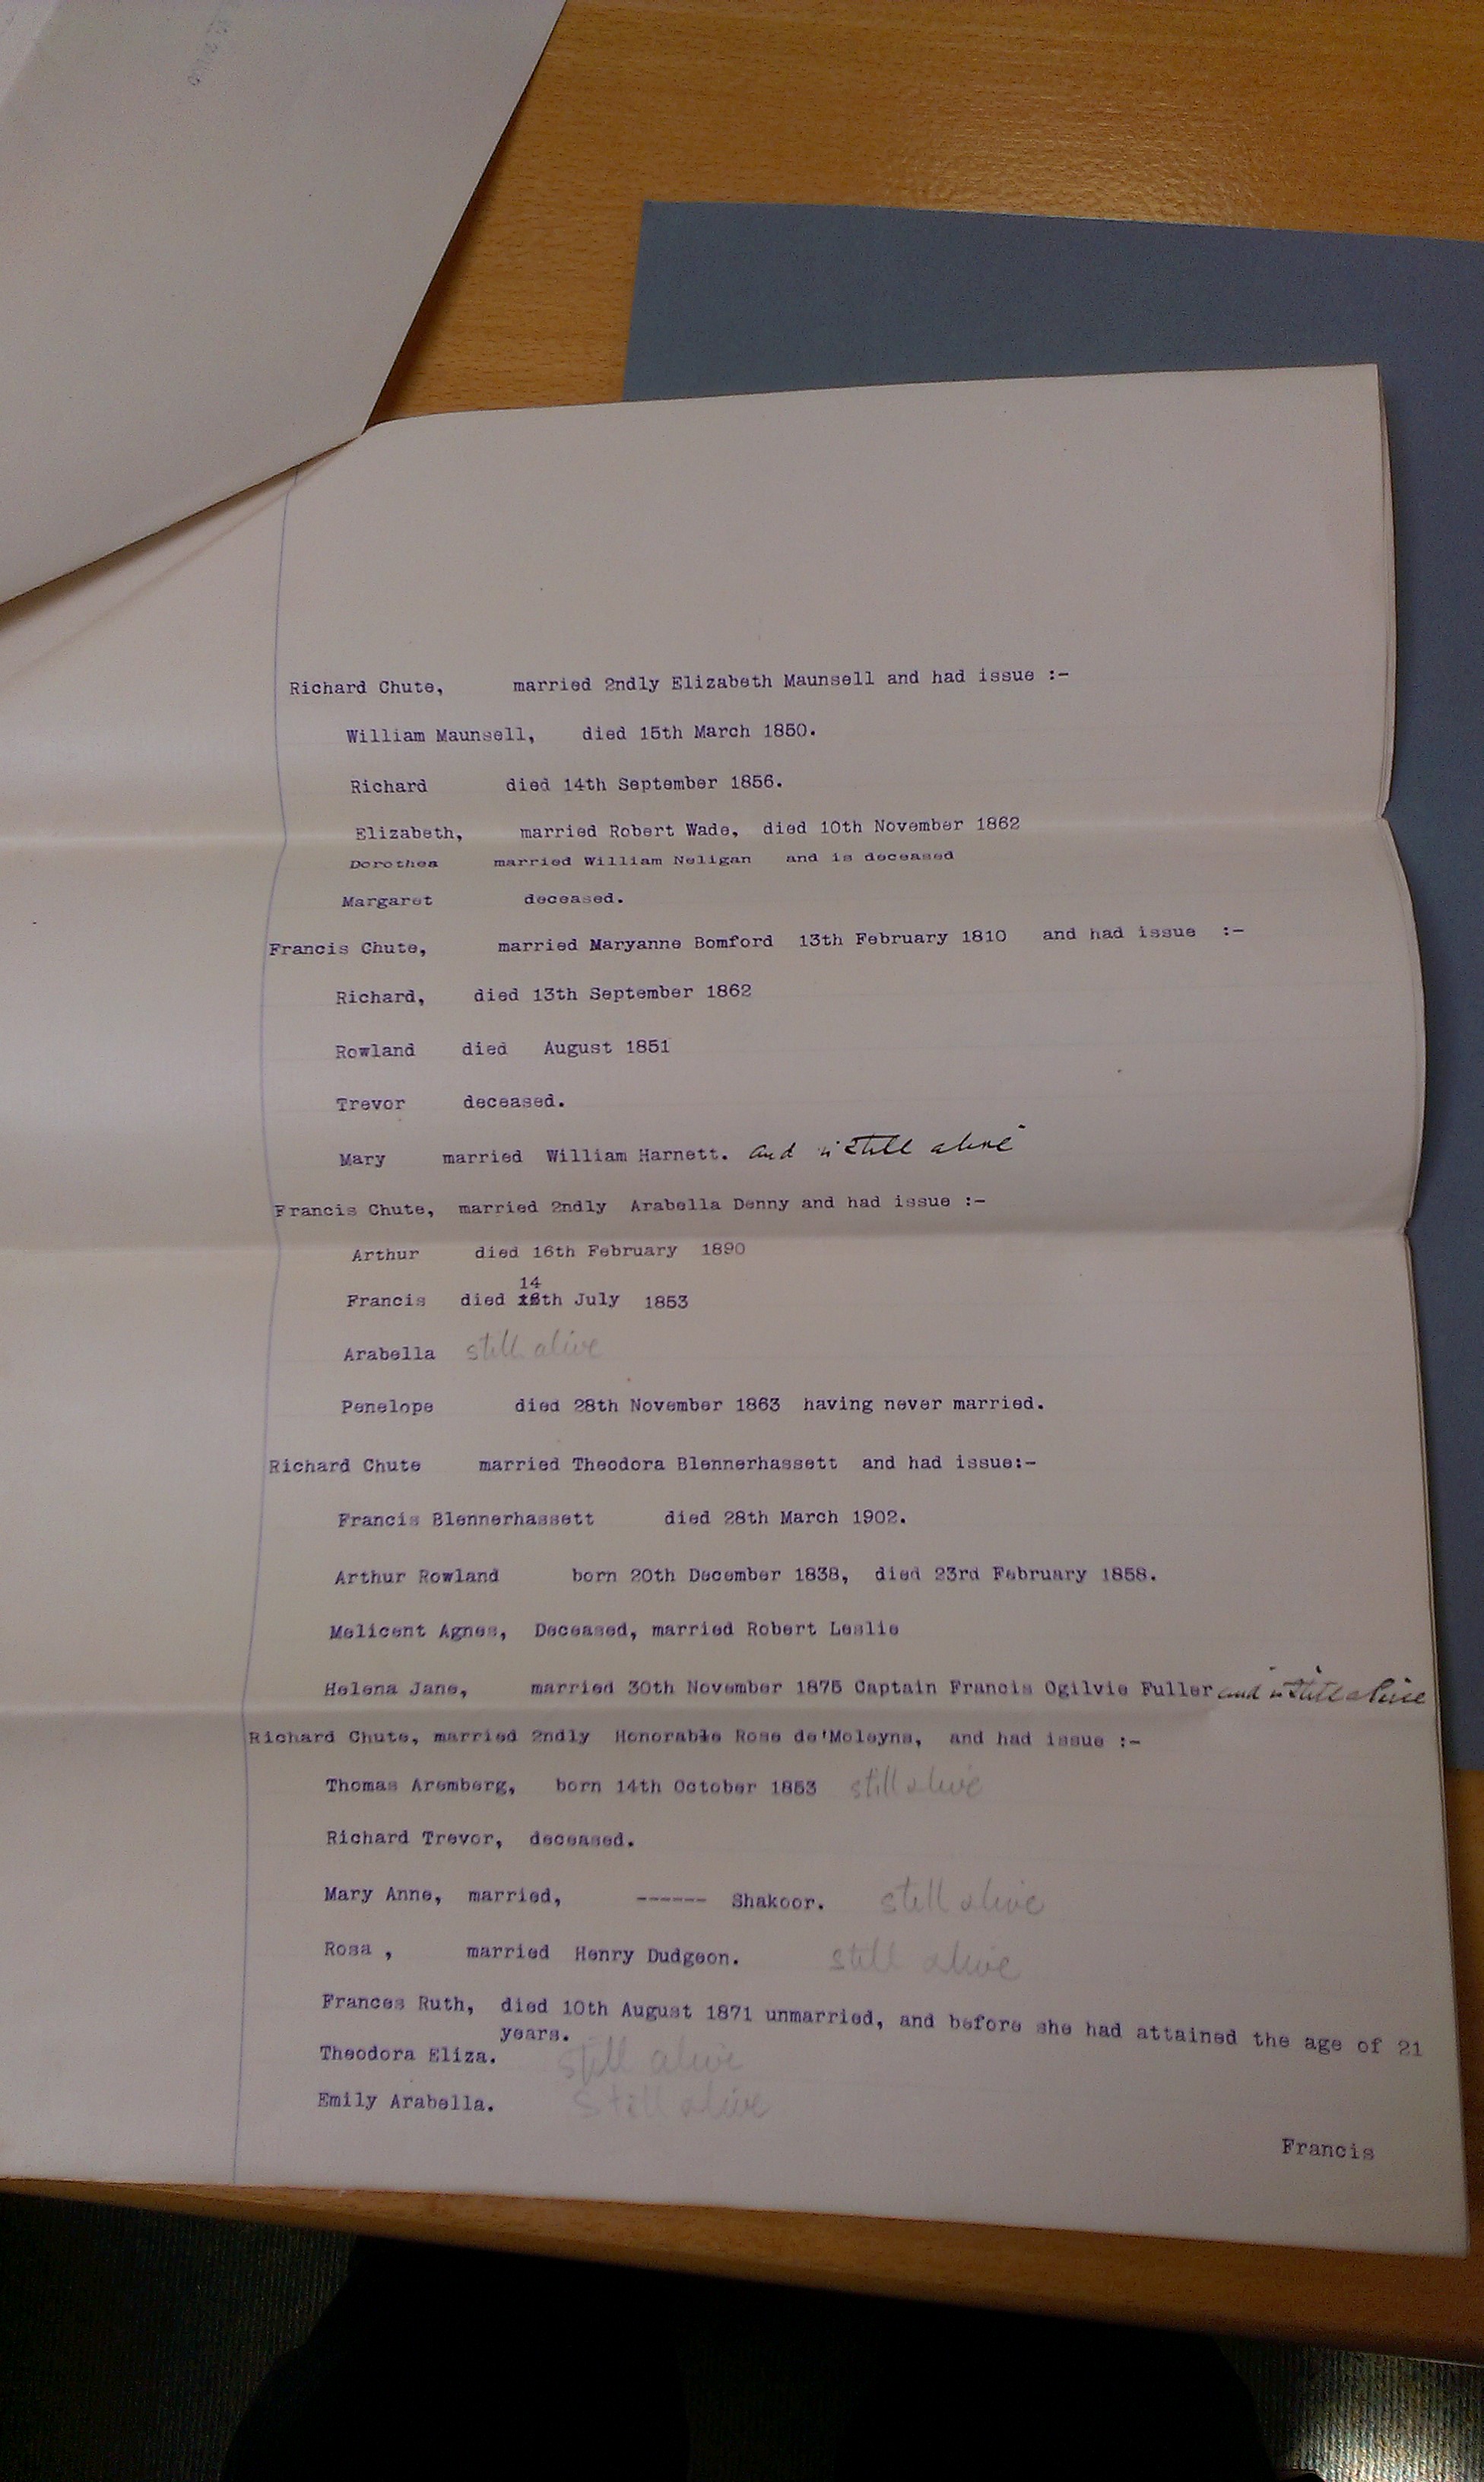 Richard Chute, married 2ndly Elizabeth Maunsell and had issue :-
William Maunsell, died 15th March 1850.
Richard died 14th September 1856.
Elizabeth, married Robert Wade, died 10th November 1862
Dorothea married William Neligan and is deceased
Margaret deceased.
Francis Chute, married Maryanne Bomford 13th February 1810 and had issue :-
Richard, died 13th September 1862
Rowland died August 1851
Trevor deceased.
Mary married William Harnett. and is still alive
Francis Chute, married 2ndly Arabella Denny and had issue :-
Arthur died 16th February 1890
14
Francis died th July 1853
Arabella still alive
Penelope died 28th November 1863 having never married.
Richard Chute married Theodora Blennerhassett and had issue:-
Francis Blennerhassett died 28th March 1902.
Arthur Rowland born 20th December 1838, died 23rd February 1858.
Melicent Agnes, Deceased, married Robert Leslie
Helena Jane, married 30th November 1875 Captain Francis Ogilvie Fuller and is still alive
Richard Chute, married 2ndly Honorable Rose de'Moleyns, and had issue :-
Thomas Aremberg, born 14th October 1853 still alive
Richard Trevor, deceased.
Mary Anne, married, ------ Shakoor. still alive
Rosa , married Henry Dudgeon. still alive
Frances Ruth, died 10th August 1871 unmarried, and before she had attained the age of 21
years.
Theodora Eliza. still alive
Emily Arabella. Still alive
Francis